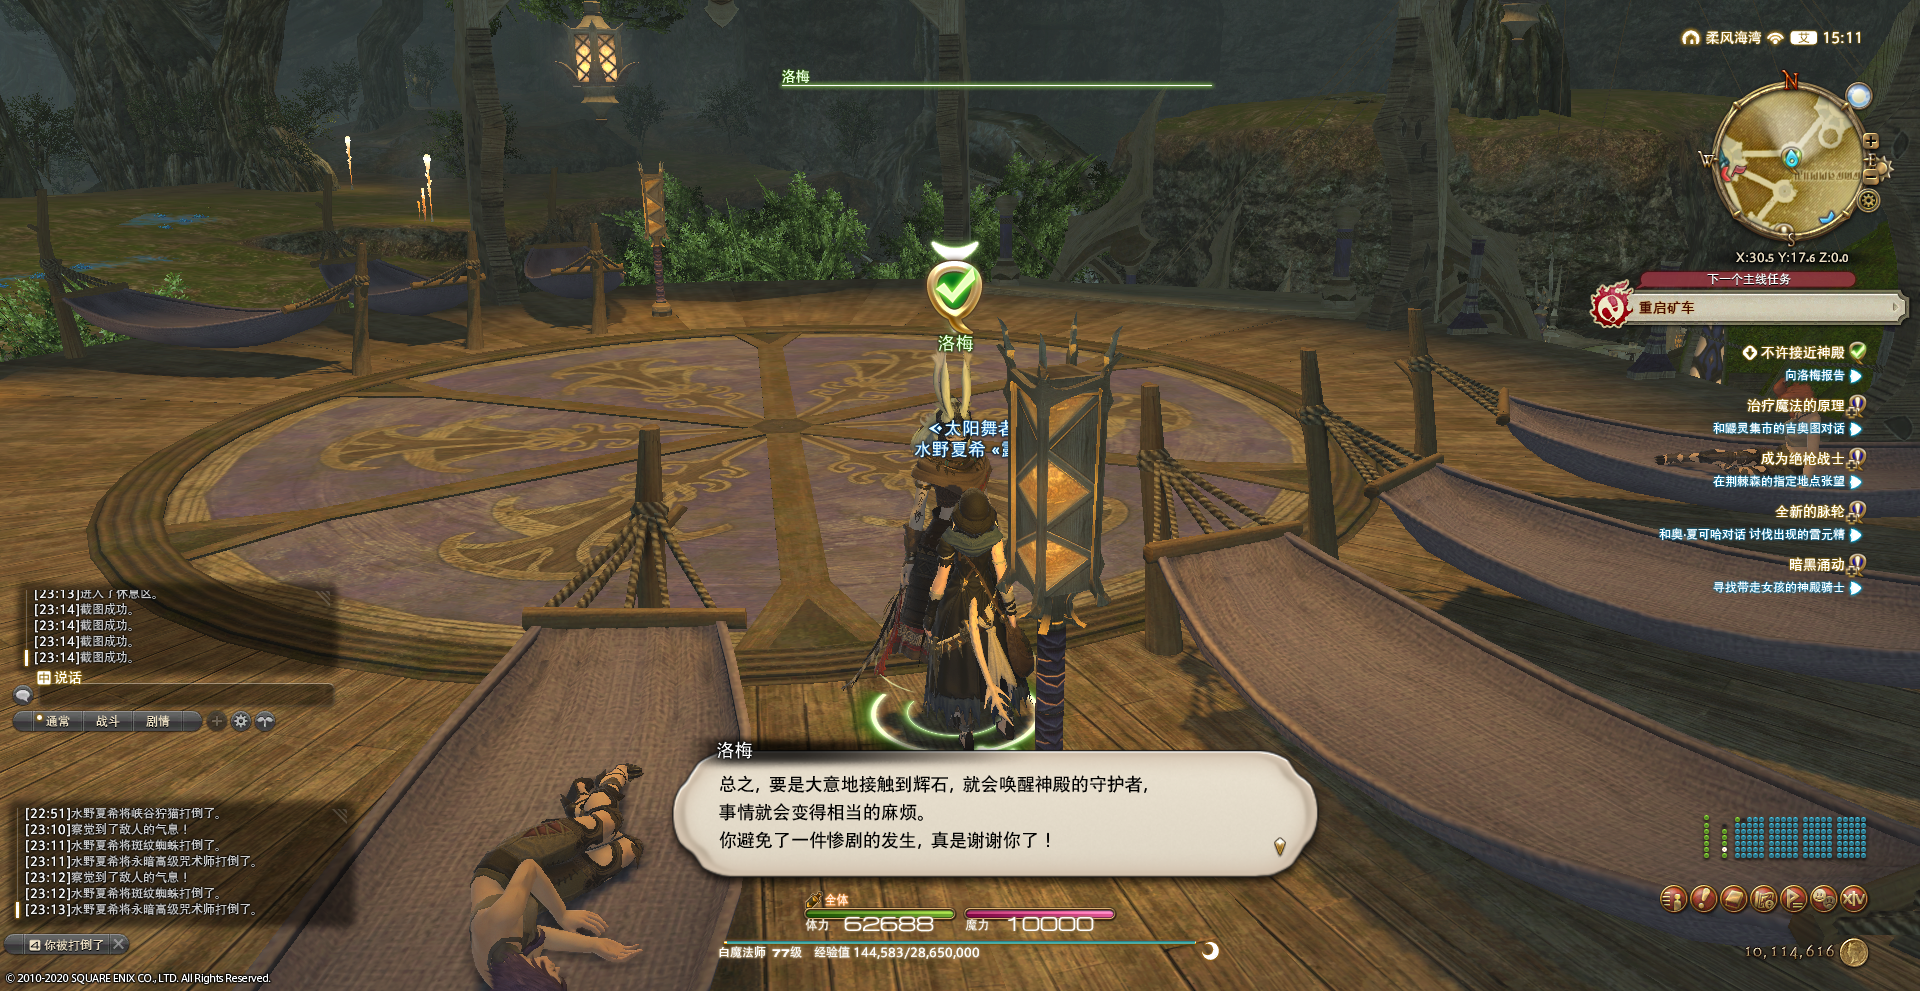 洛梅
柔风海湾 艾 15:11
N
W
E
S
X:30.5 Y:17.6 Z:0.0
下一个主线任务
重启矿车
不许接近神殿
向洛梅报告
治疗魔法的原理
和鼹灵集市的吉奥图对话
成为绝枪战士
在荆棘森的指定地点张望
全新的脉轮
和奥·夏可哈对话 讨伐出现的雷元精
暗黑涌动
寻找带走女孩的神殿骑士
洛梅
太阳舞者
水野夏希 «露
[23:13]进入了休息区。
[23:14]截图成功。
[23:14]截图成功。
[23:14]截图成功。
[23:14]截图成功。
说话
通常 战斗 剧情
洛梅
总之，要是大意地接触到辉石，就会唤醒神殿的守护者，
事情就会变得相当的麻烦。
你避免了一件惨剧的发生，真是谢谢你了！
[22:51]水野夏希将峡谷狞猫打倒了。
[23:10]察觉到了敌人的气息！
[23:11]水野夏希将斑纹蜘蛛打倒了。
[23:11]水野夏希将永暗高级咒术师打倒了。
[23:12]察觉到了敌人的气息！
[23:12]水野夏希将斑纹蜘蛛打倒了。
[23:13]水野夏希将永暗高级咒术师打倒了。
4 你被打倒了
全体
体力 62688 魔力 10000
白魔法师 77级 经验值 144,583/28,650,000
XIV
10,114,616
© 2010-2020 SQUARE ENIX CO., LTD. All Rights Reserved.